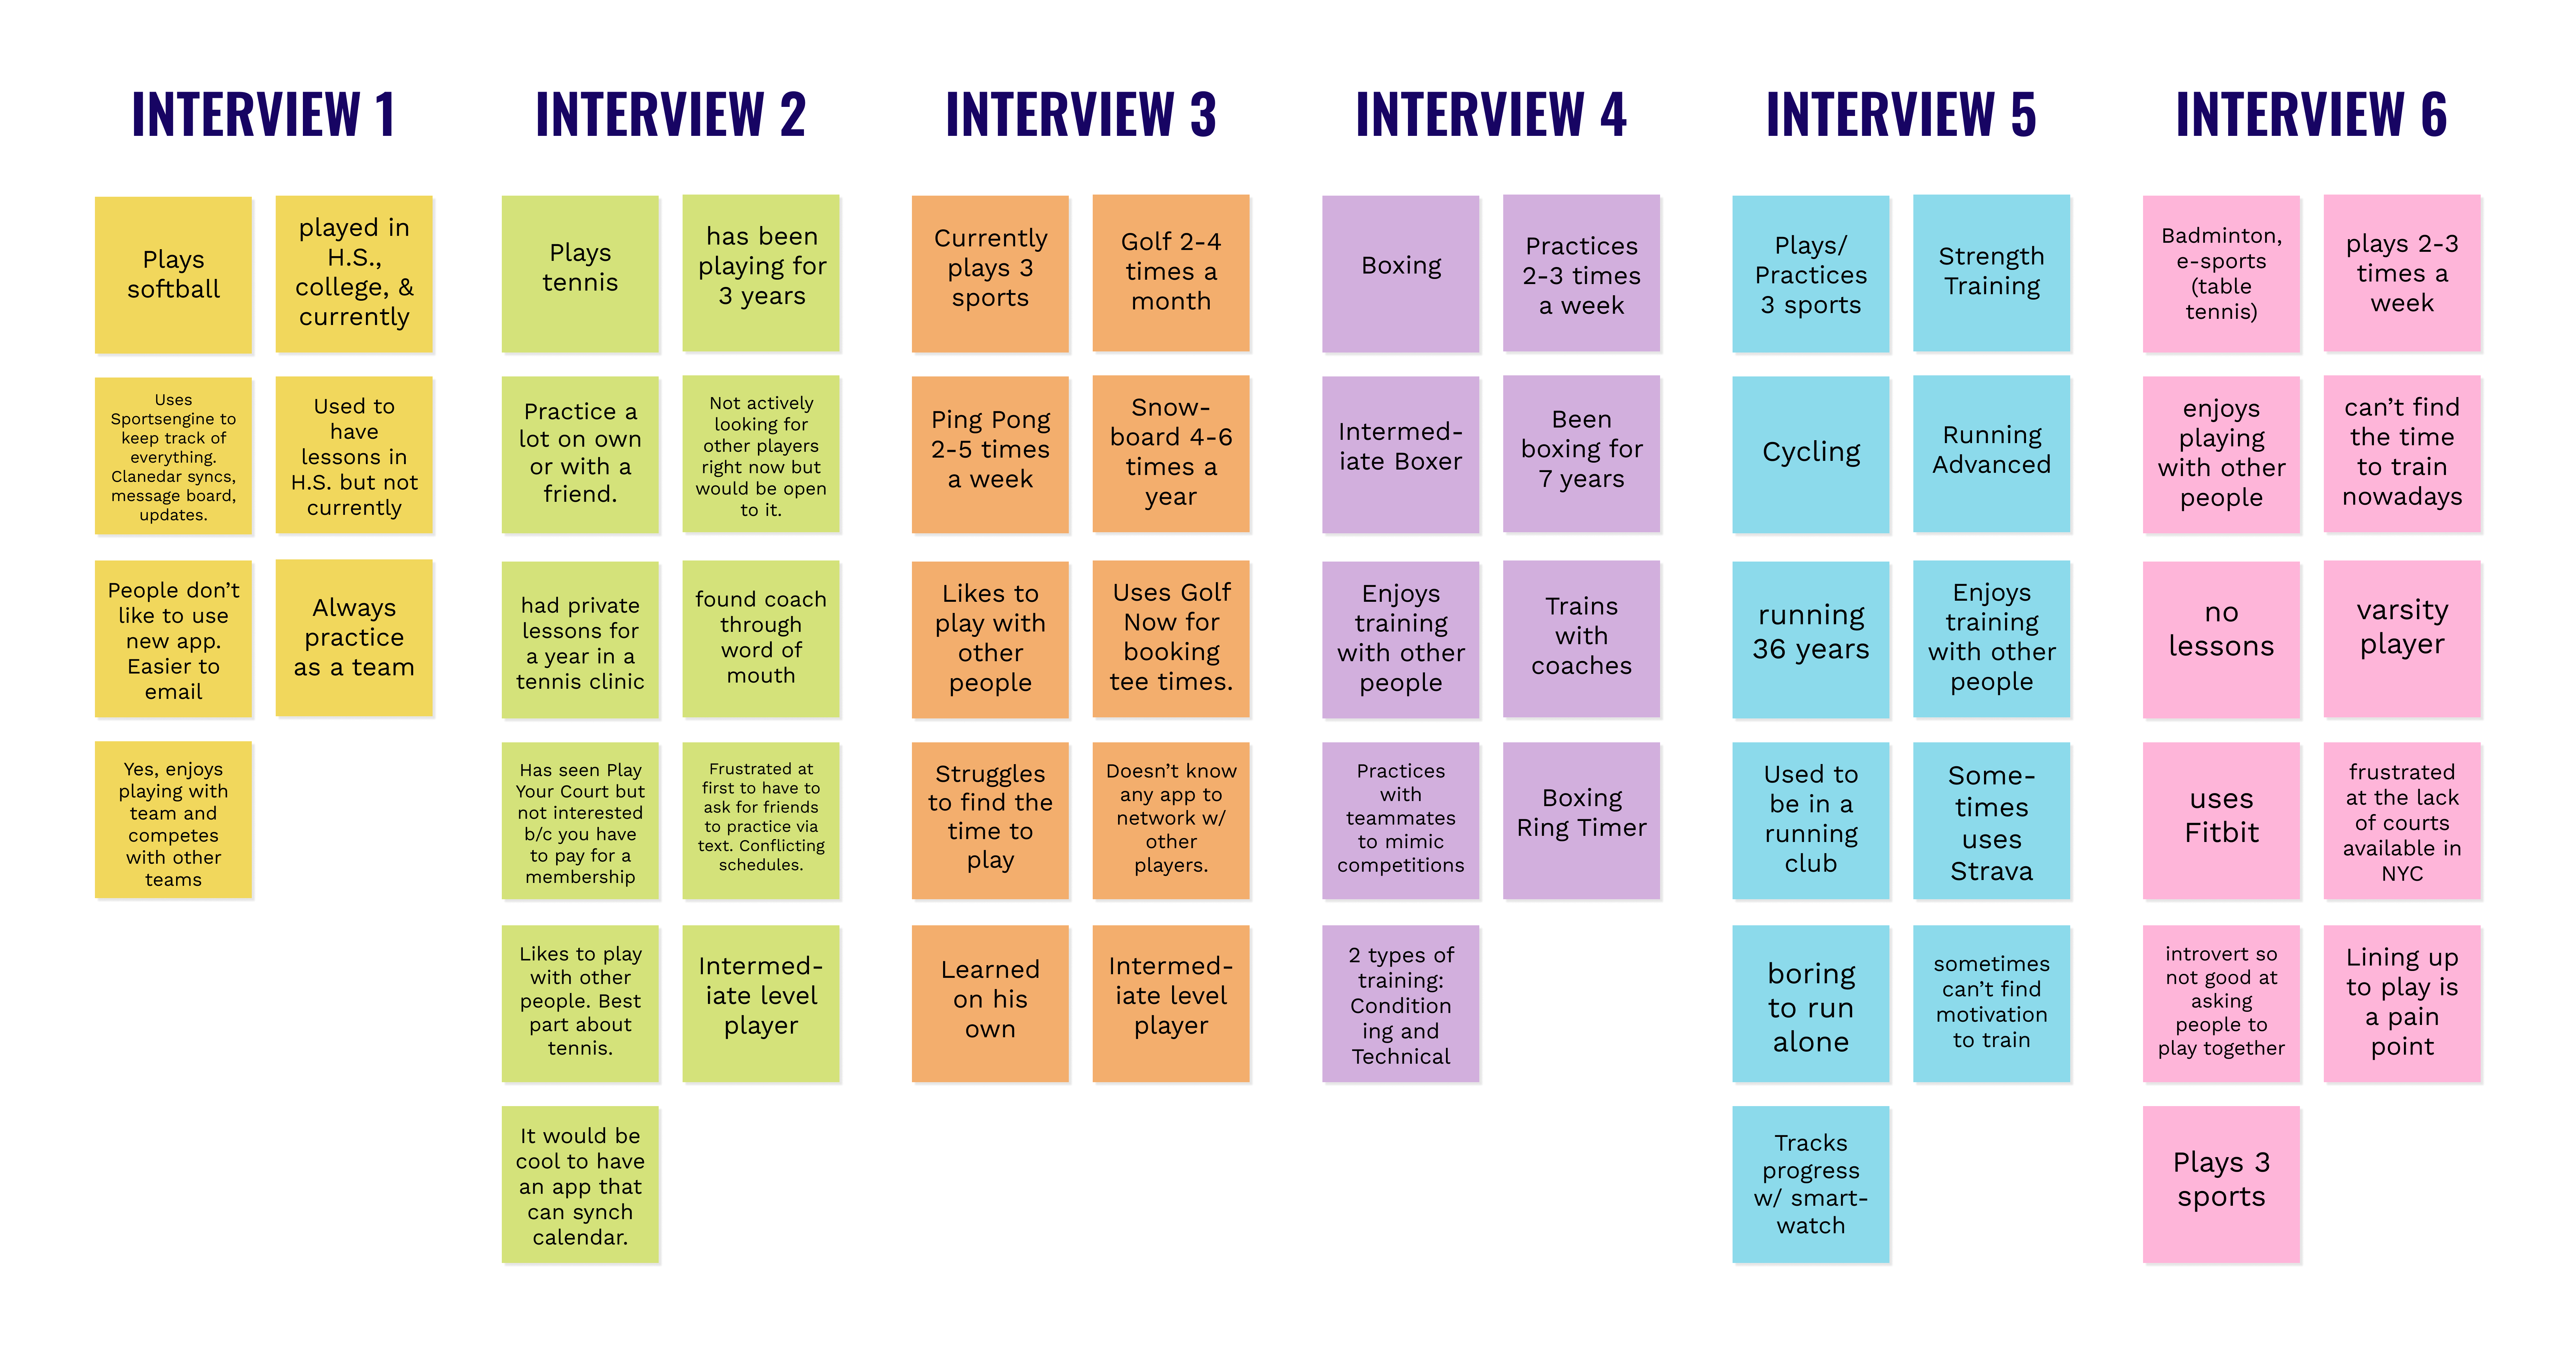 INTERVIEW 1
Plays
softball
played in
H.S.,
college, &
currently
Uses
Sportsengine to
keep track of
everything.
Clanedar syncs,
message board,
updates.
Used to
have
lessons in
H.S. but not
currently
People don't
like to use
new app.
Easier to
email
Always
practice
as a team
Yes, enjoys
playing with
team and
competes
with other
teams
INTERVIEW 2
Plays
tennis
has been
playing for
3 years
Practice a
lot on own
or with a
friend.
Not actively
looking for
other players
right now but
would be open
to it.
had private
lessons for
a year in a
tennis clinic
found coach
through
word of
mouth
Has seen Play
Your Court but
not interested
b/c you have
to pay for a
membership
Frustrated at
first to have to
ask for friends
to practice via
text. Conflicting
schedules.
Likes to play
with other
people. Best
part about
tennis.
Intermed-
iate level
player
It would be
cool to have
an app that
can synch
calendar.
INTERVIEW 3
Currently
plays 3
sports
Golf 2-4
times a
month
Ping Pong
2-5 times
a week
Snow-
board 4-6
times a
year
Likes to
play with
other
people
Uses Golf
Now for
booking
tee times.
Struggles
to find the
time to
play
Doesn't know
any app to
network w/
other
players.
Learned
on his
own
Intermed-
iate level
player
INTERVIEW 4
Boxing
Practices
2-3 times
a week
Intermed-
iate Boxer
Been
boxing for
7 years
Enjoys
training
with other
people
Trains
with
coaches
Practices
with
teammates
to mimic
competitions
Boxing
Ring Timer
2 types of
training:
Condition
ing and
Technical
INTERVIEW 5
Plays/
Practices
3 sports
Strength
Training
Cycling
Running
Advanced
running
36 years
Enjoys
training
with other
people
Used to
be in a
running
club
Some-
times
uses
Strava
boring
to run
alone
sometimes
can't find
motivation
to train
Tracks
progress
w/ smart-
watch
INTERVIEW 6
Badminton,
e-sports
(table
tennis)
plays 2-3
times a
week
enjoys
playing
with other
people
can't find
the time
to train
nowadays
no
lessons
varsity
player
uses
Fitbit
frustrated
at the lack
of courts
available in
NYC
introvert so
not good at
asking
people to
play together
Lining up
to play is
a pain
point
Plays 3
sports